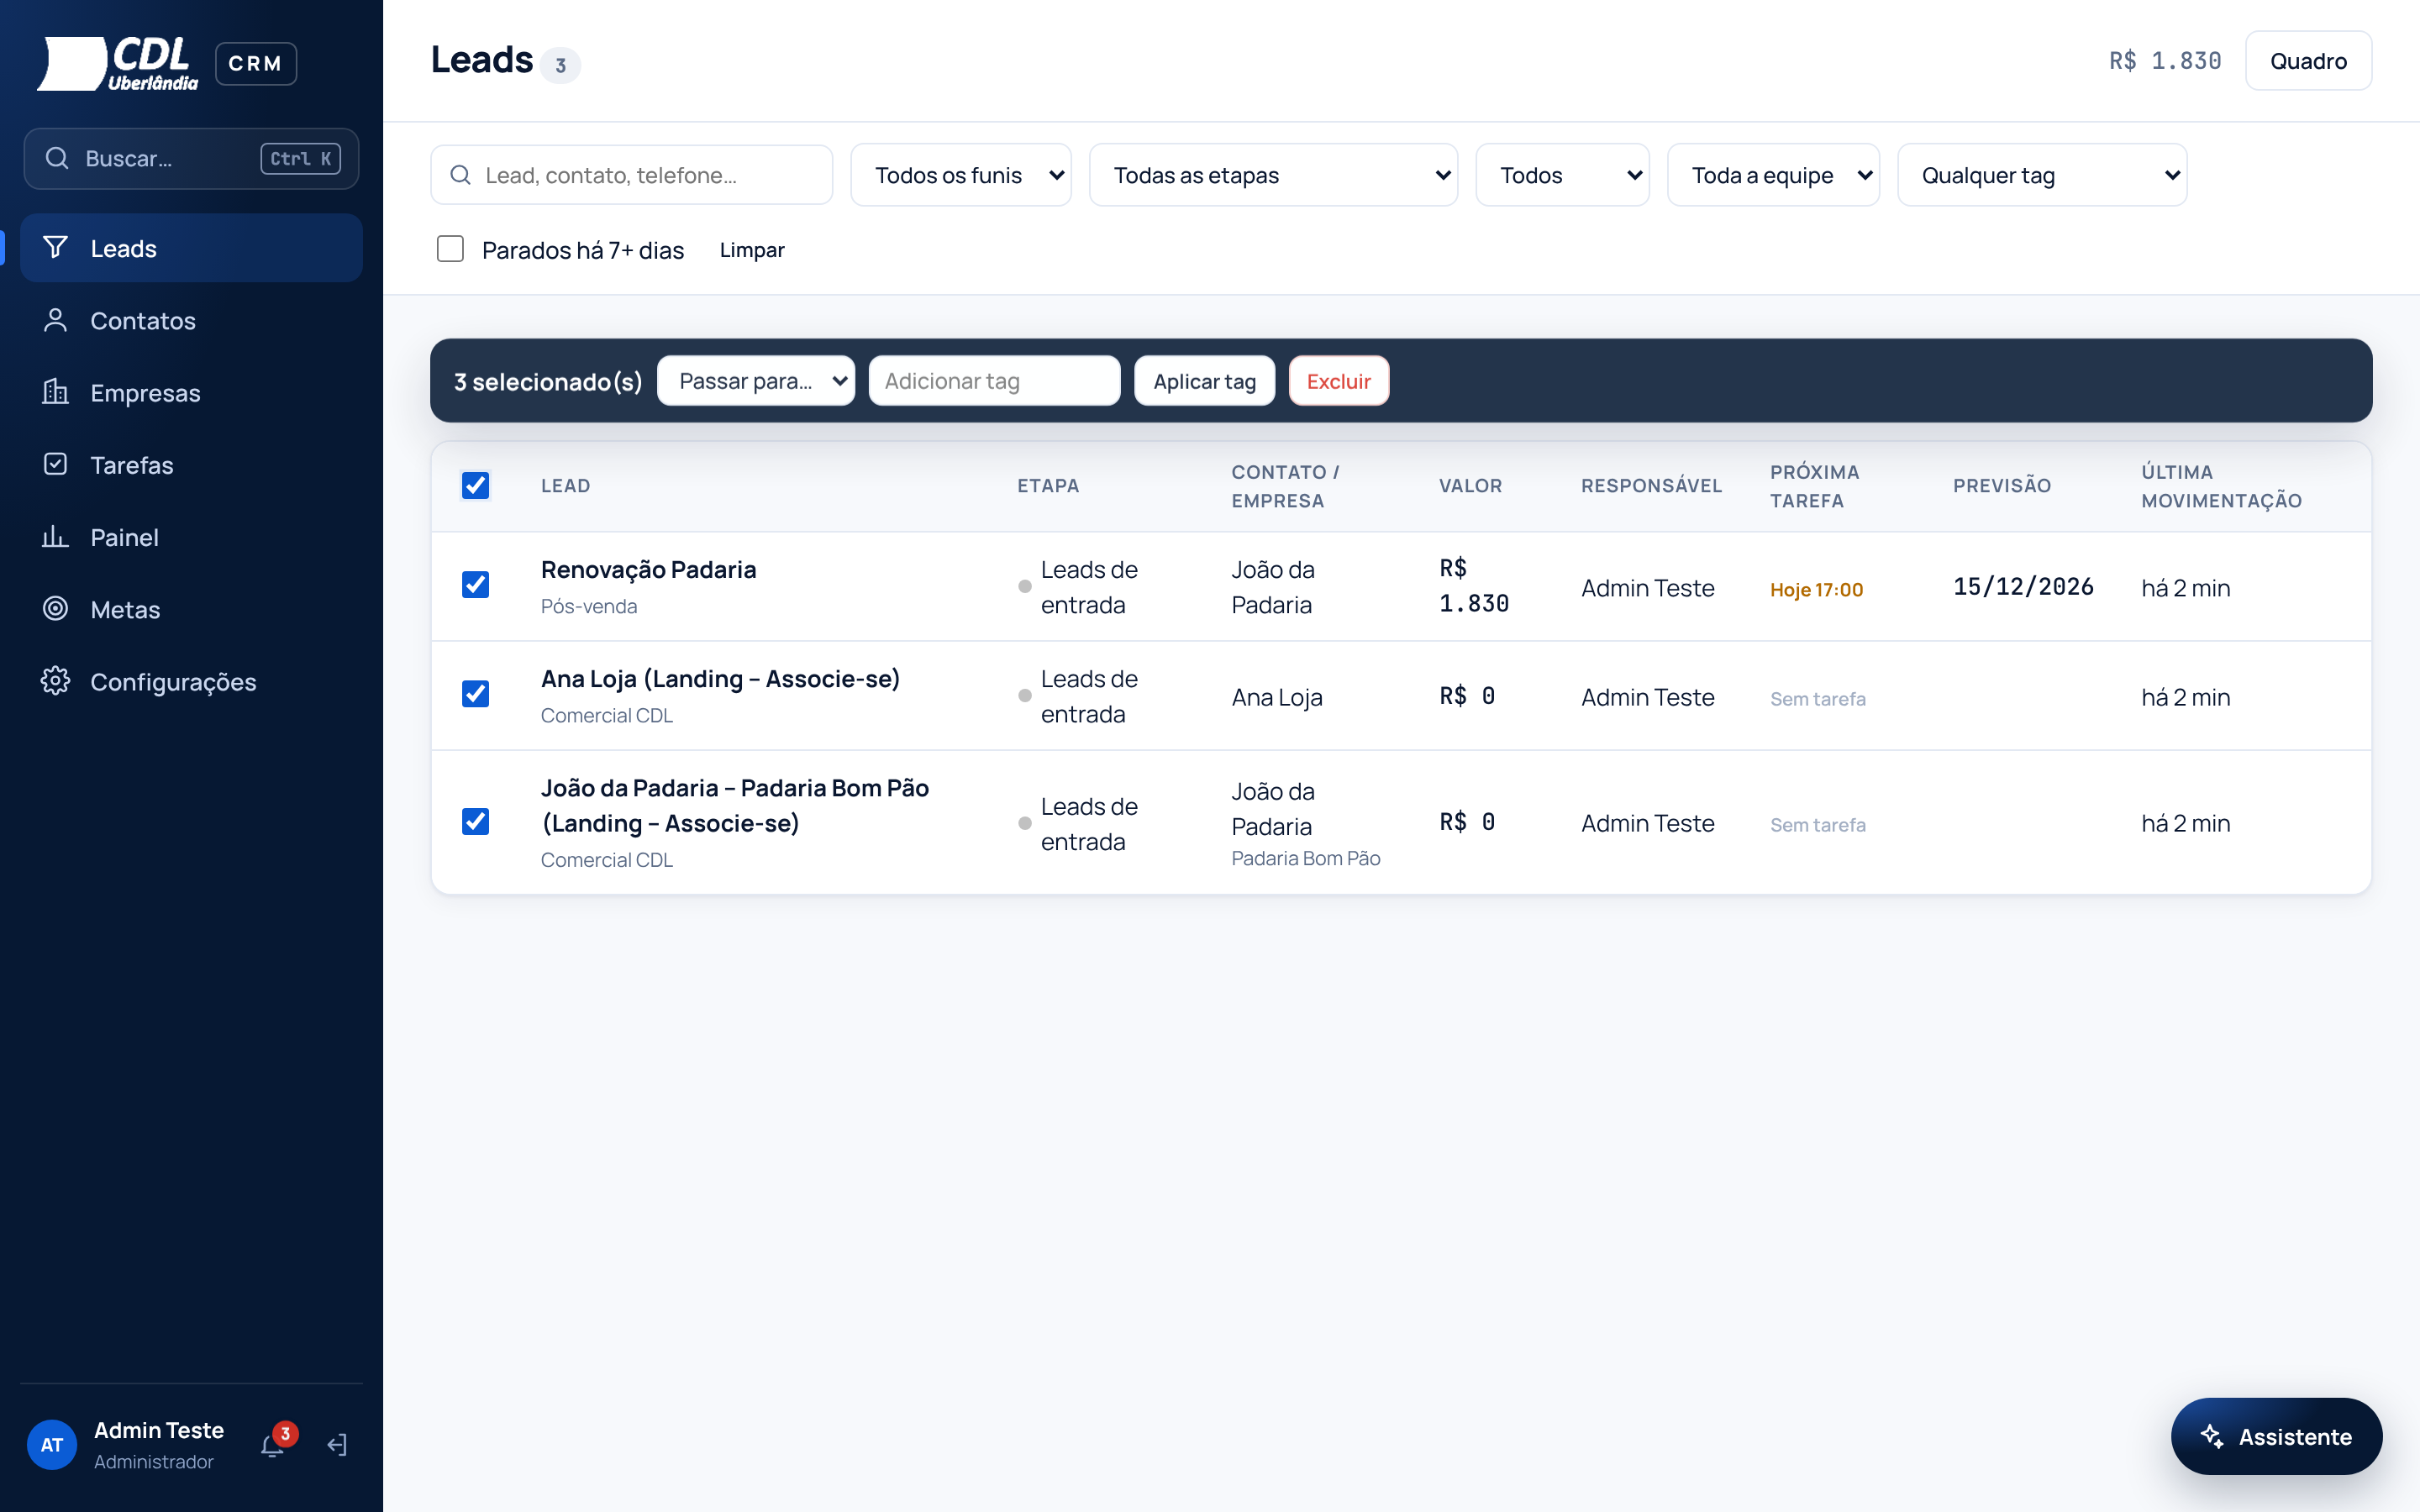 CDL
Uberlândia
CRM
Buscar...
Ctrl K
Leads
Contatos
Empresas
Tarefas
Painel
Metas
Configurações
AT
Admin Teste
Administrador
3
Leads 3
R$ 1.830
Quadro
Lead, contato, telefone...
Todos os funis
Todas as etapas
Todos
Toda a equipe
Qualquer tag
Parados há 7+ dias
Limpar
3 selecionado(s)
Passar para...
Adicionar tag
Aplicar tag
Excluir
LEAD
ETAPA
CONTATO /
EMPRESA
VALOR
RESPONSÁVEL
PRÓXIMA
TAREFA
PREVISÃO
ÚLTIMA
MOVIMENTAÇÃO
Renovação Padaria
Pós-venda
Leads de
entrada
João da
Padaria
R$
1.830
Admin Teste
Hoje 17:00
15/12/2026
há 2 min
Ana Loja (Landing – Associe-se)
Comercial CDL
Leads de
entrada
Ana Loja
R$ 0
Admin Teste
Sem tarefa
há 2 min
João da Padaria – Padaria Bom Pão
(Landing – Associe-se)
Comercial CDL
Leads de
entrada
João da
Padaria
Padaria Bom Pão
R$ 0
Admin Teste
Sem tarefa
há 2 min
Assistente